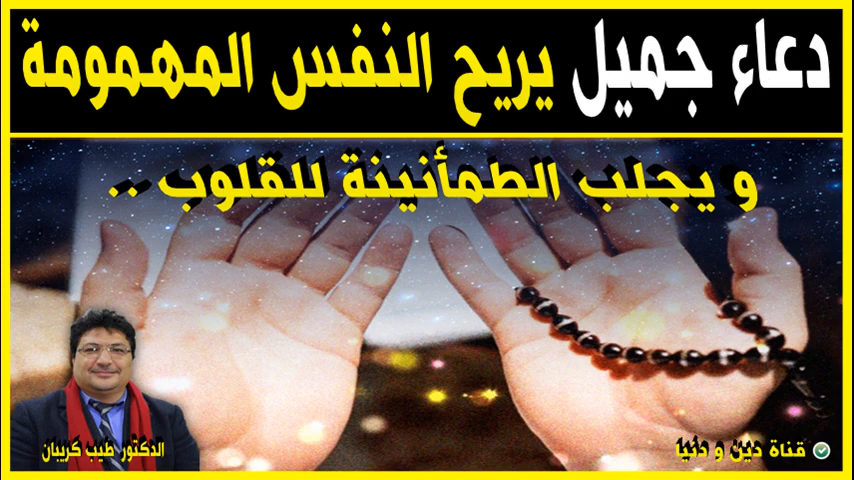 دعاء جميل يريح النفس المهمومة
و يجلب الطمأنينة للقلوب ..
الدكتور طيب كريبان
قناة دين و دنيا